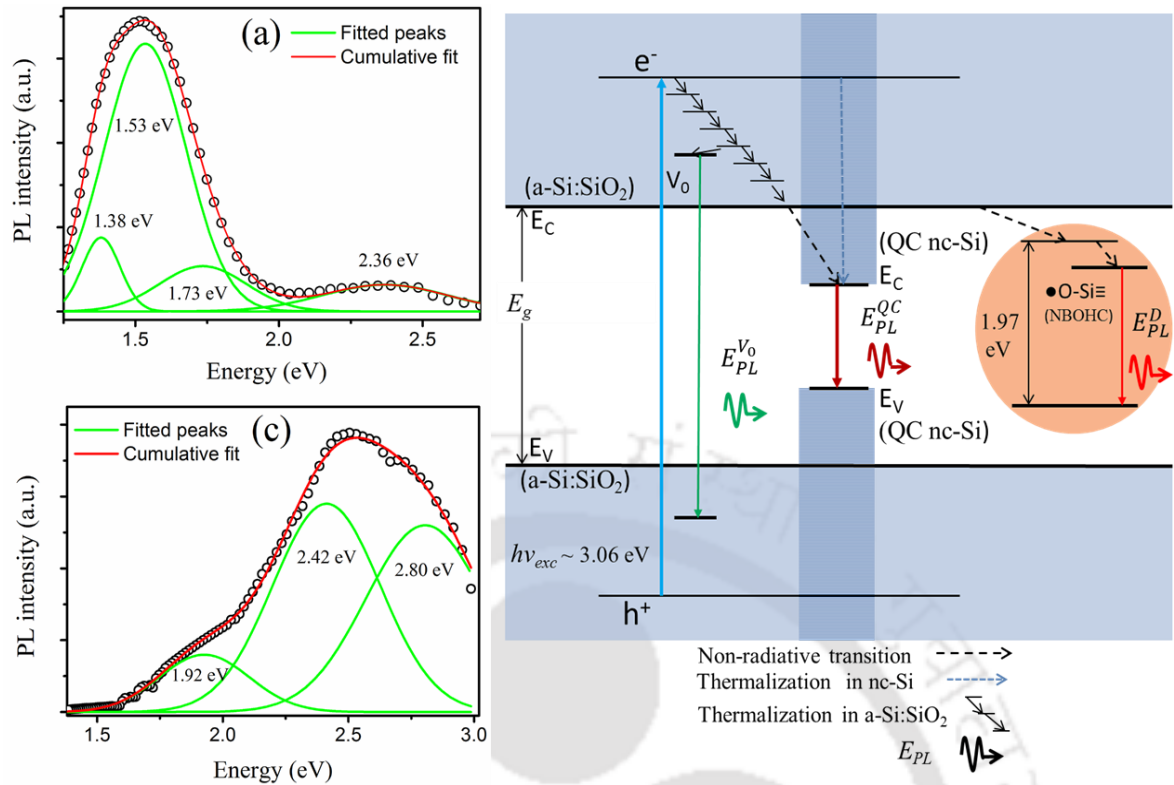 (a)
Fitted peaks
Cumulative fit
1.53 eV
1.38 eV
1.73 eV
2.36 eV
PL intensity (a.u.)
1.5 2.0 2.5
Energy (eV)
(c)
Fitted peaks
Cumulative fit
2.42 eV
2.80 eV
1.92 eV
PL intensity (a.u.)
1.5 2.0 2.5 3.0
Energy (eV)
e⁻
V₀
(a-Si:SiO₂)
E_C
(QC nc-Si)
E_C
E_g
E_PL^QC
E_PL^V₀
●O-Si≡
(NBOHC)
1.97
eV
E_PL^D
E_V
(QC nc-Si)
E_V
(a-Si:SiO₂)
hν_exc ~ 3.06 eV
h⁺
Non-radiative transition
Thermalization in nc-Si
Thermalization in a-Si:SiO₂
E_PL